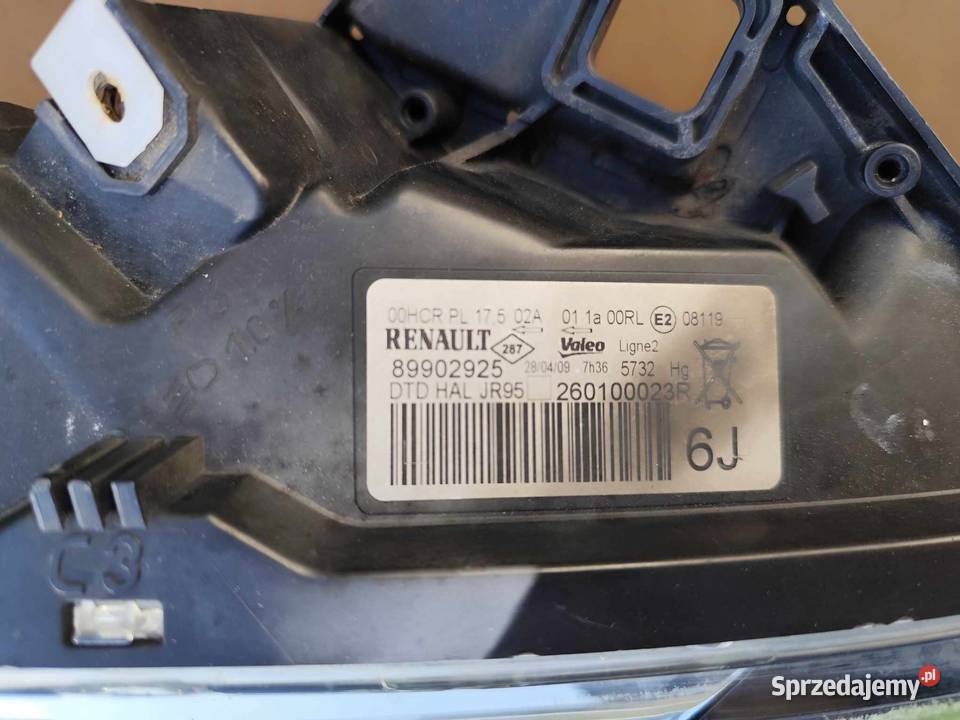 00HCR PL 17,5 02A 01 1a 00RL E2 08119
RENAULT 287 Valeo Ligne2
89902925 28/04/09 7h36 5732 Hg
DTD HAL JR95 260100023R
6J
C3
Sprzedajemy.pl